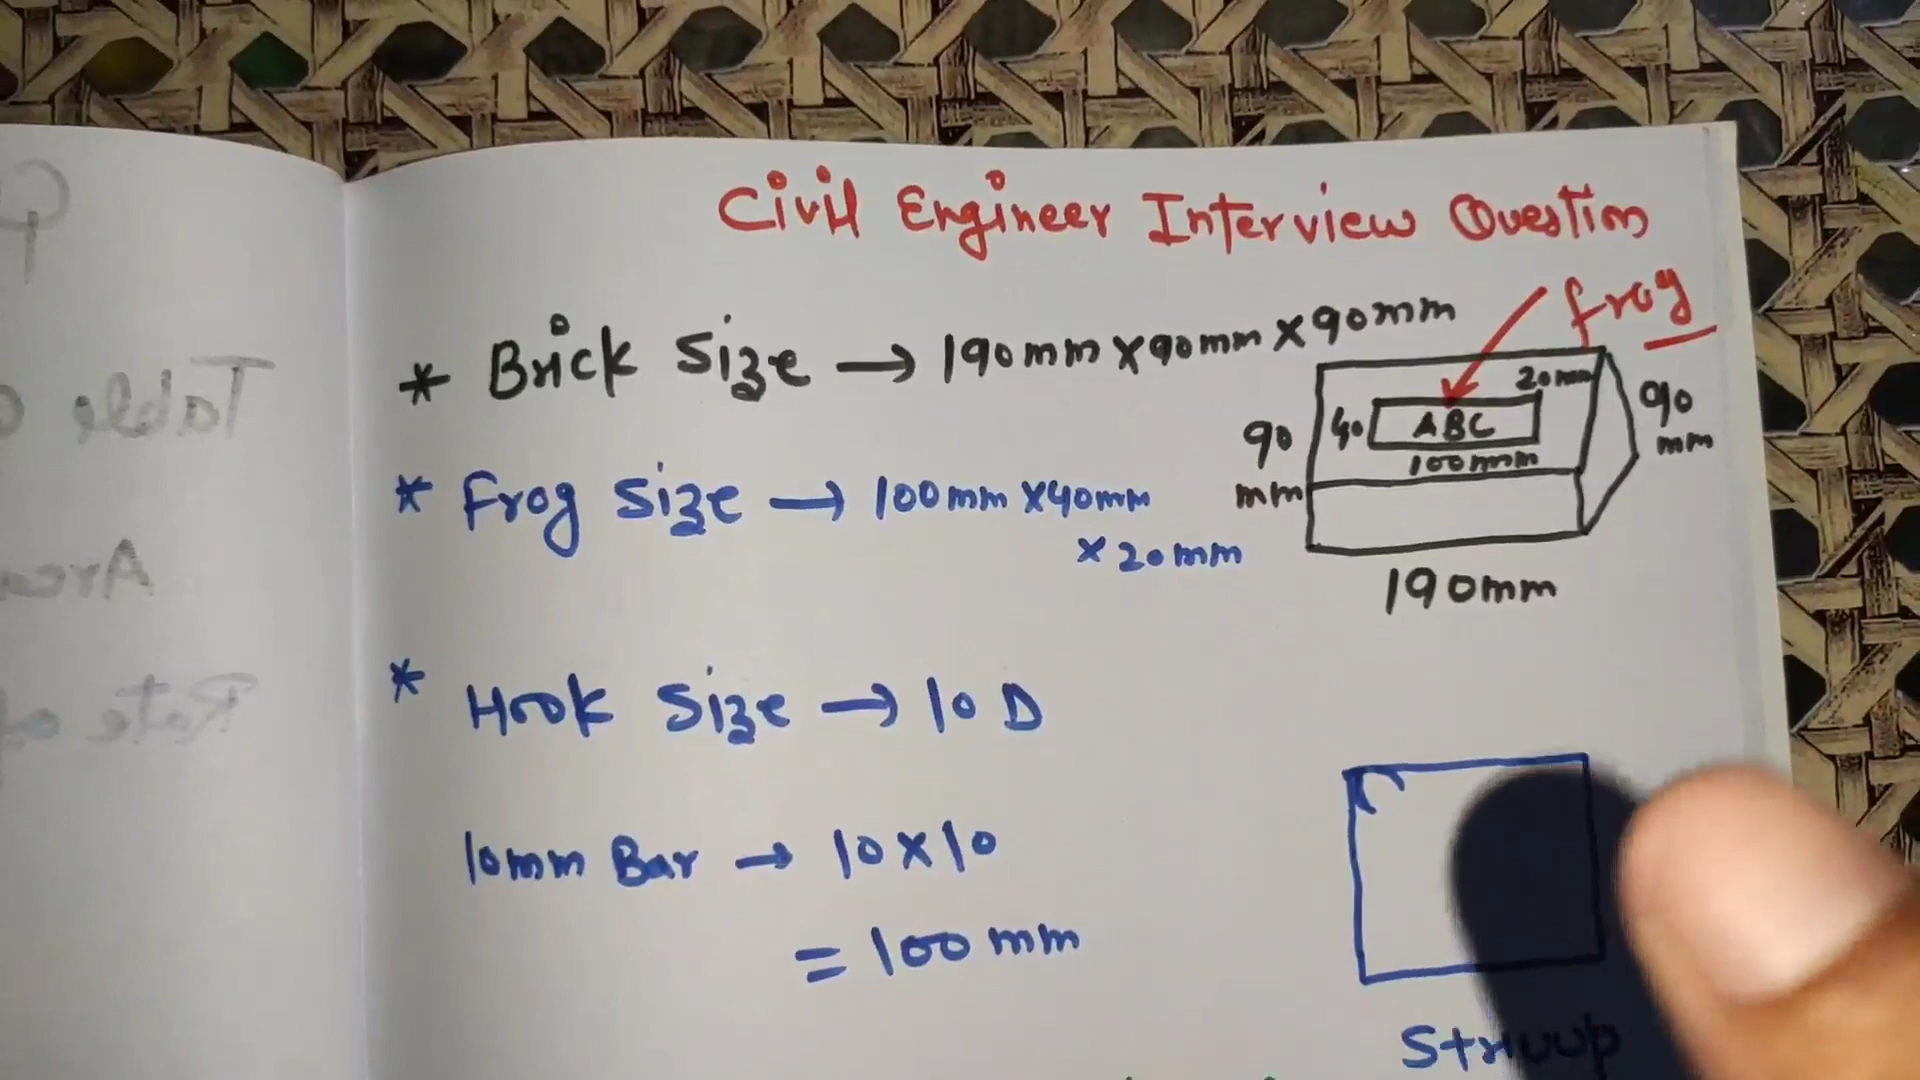 Civil Engineer Interview Question
* Brick Size → 190mm x 90mm x 90mm
frog
20mm
90 mm
40
ABC
100mm
90 mm
190mm
* Frog Size → 100mm x 40mm
x 20mm
* Hook Size → 10 D
10mm Bar → 10 x 10
= 100 mm
Stirrup